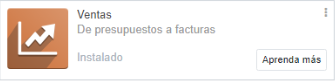 Ventas
De presupuestos a facturas
Instalado
Aprenda más